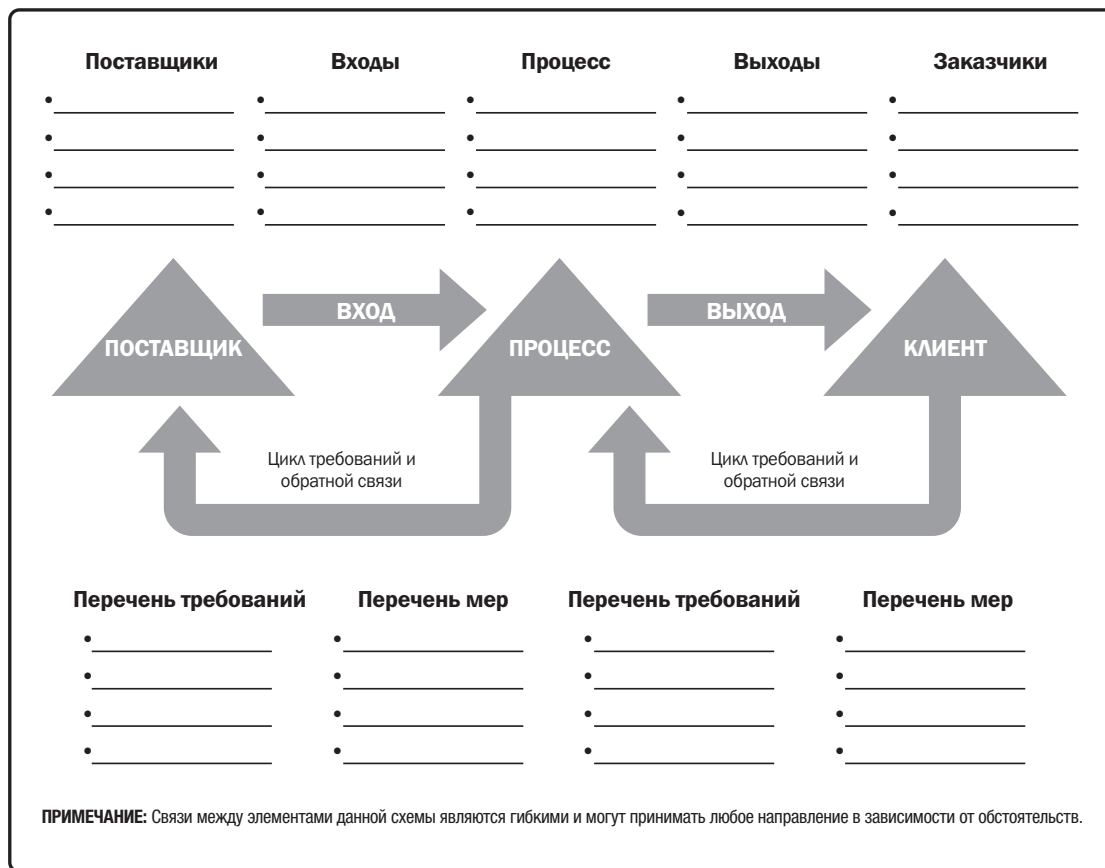 Поставщики
Входы
Процесс
Выходы
Заказчики
ПОСТАВЩИК
ВХОД
ПРОЦЕСС
ВЫХОД
КЛИЕНТ
Цикл требований и
обратной связи
Цикл требований и
обратной связи
Перечень требований
Перечень мер
Перечень требований
Перечень мер
ПРИМЕЧАНИЕ: Связи между элементами данной схемы являются гибкими и могут принимать любое направление в зависимости от обстоятельств.